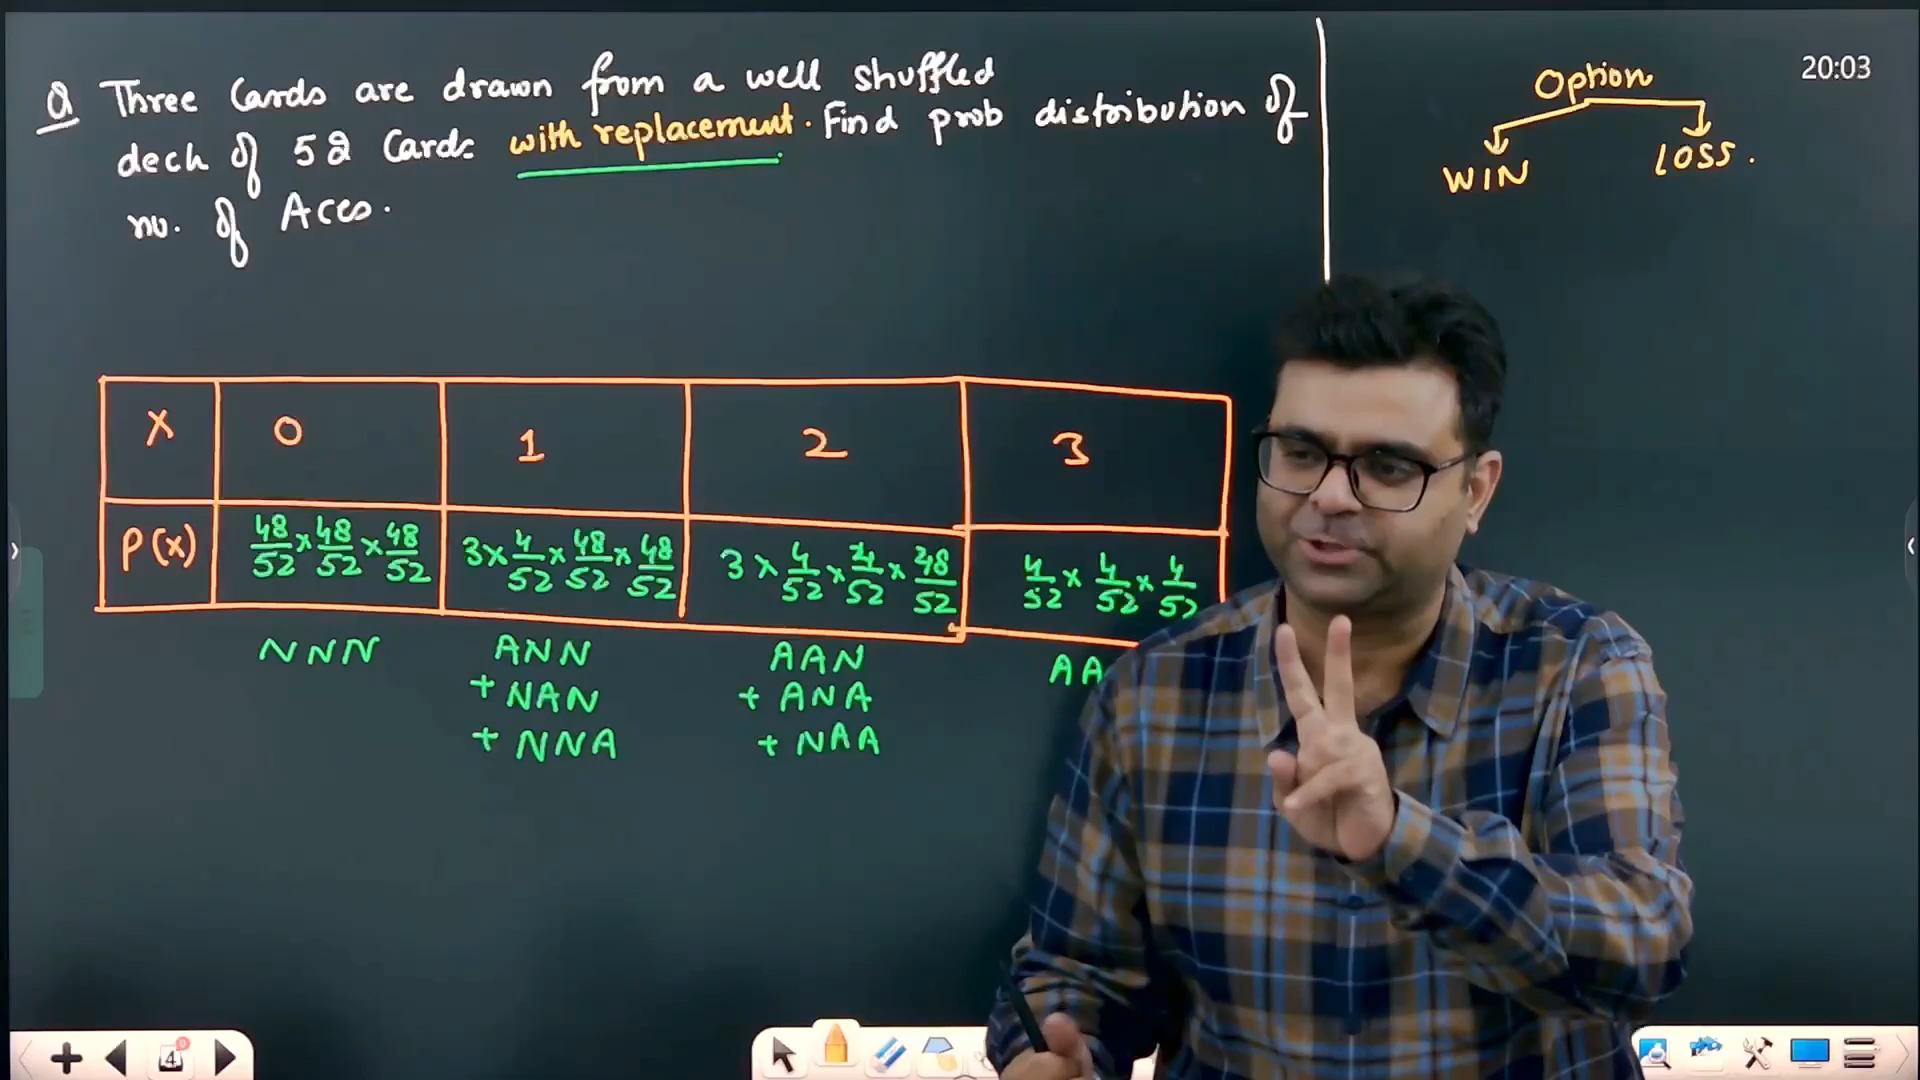 Q Three Cards are drawn from a well shuffled
deck of 52 Cards with replacement. Find prob distribution of
no. of Aces.
Option
WIN LOSS.
20:03
X 0 1 2 3
P(x) 48/52 × 48/52 × 48/52 3 × 4/52 × 48/52 × 48/52 3 × 4/52 × 4/52 × 48/52 4/52 × 4/52 × 4/52
NNN ANN AAN AA
+ NAN + ANA
+ NNA + NAA
4